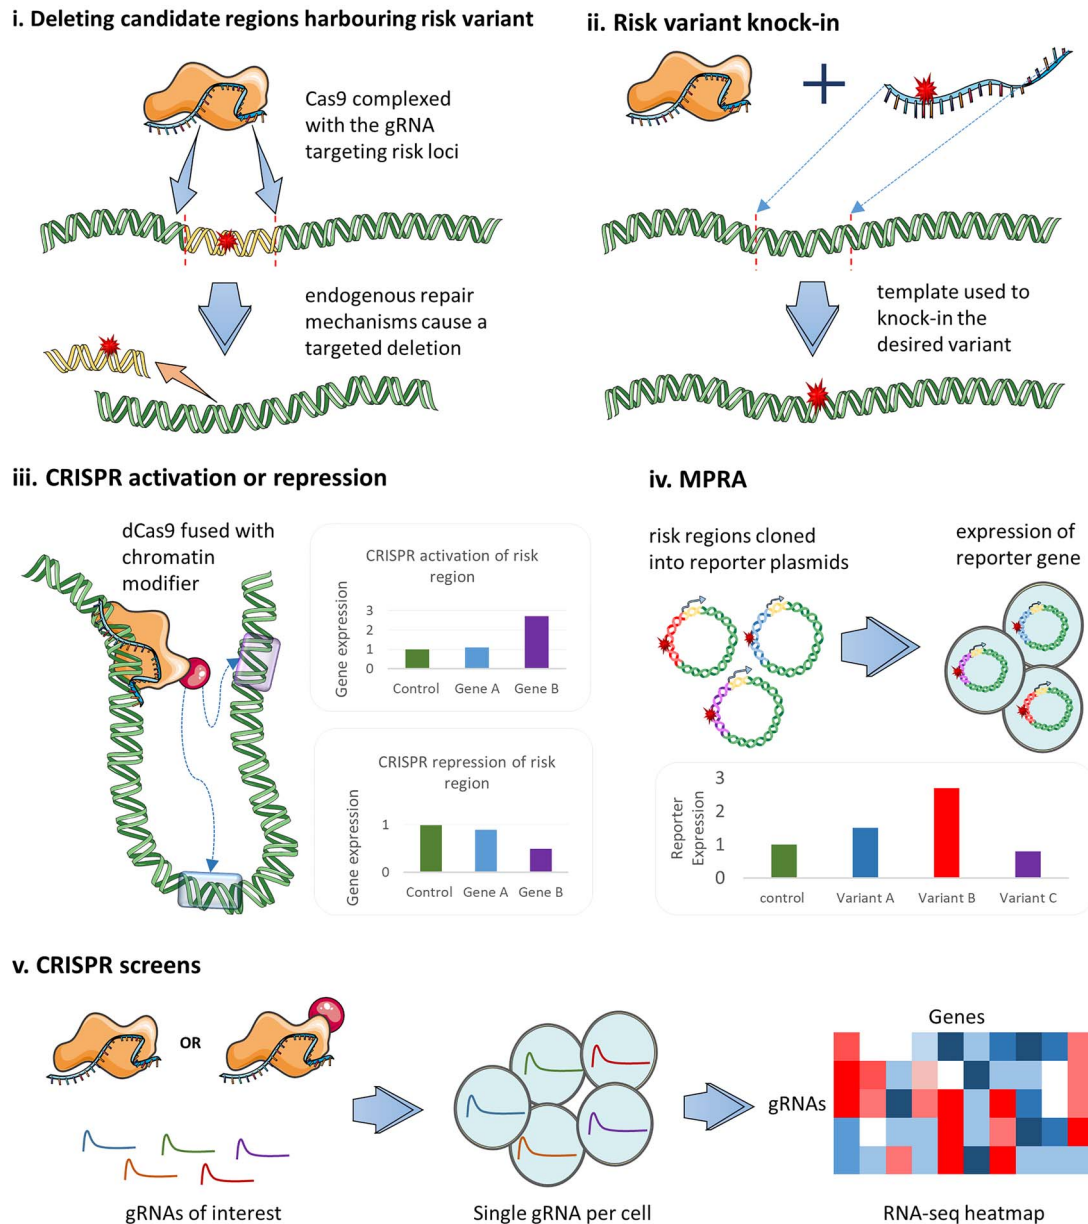 i. Deleting candidate regions harbouring risk variant
Cas9 complexed
with the gRNA
targeting risk loci
endogenous repair
mechanisms cause a
targeted deletion
ii. Risk variant knock-in
template used to
knock-in the
desired variant
iii. CRISPR activation or repression
dCas9 fused with
chromatin
modifier
CRISPR activation of risk
region
Gene expression
3
2
1
0
Control Gene A Gene B
CRISPR repression of risk
region
Gene expression
1
0
Control Gene A Gene B
iv. MPRA
risk regions cloned
into reporter plasmids
expression of
reporter gene
Reporter
Expression
3
2
1
0
control Variant A Variant B Variant C
v. CRISPR screens
OR
gRNAs of interest
Single gRNA per cell
Genes
gRNAs
RNA-seq heatmap